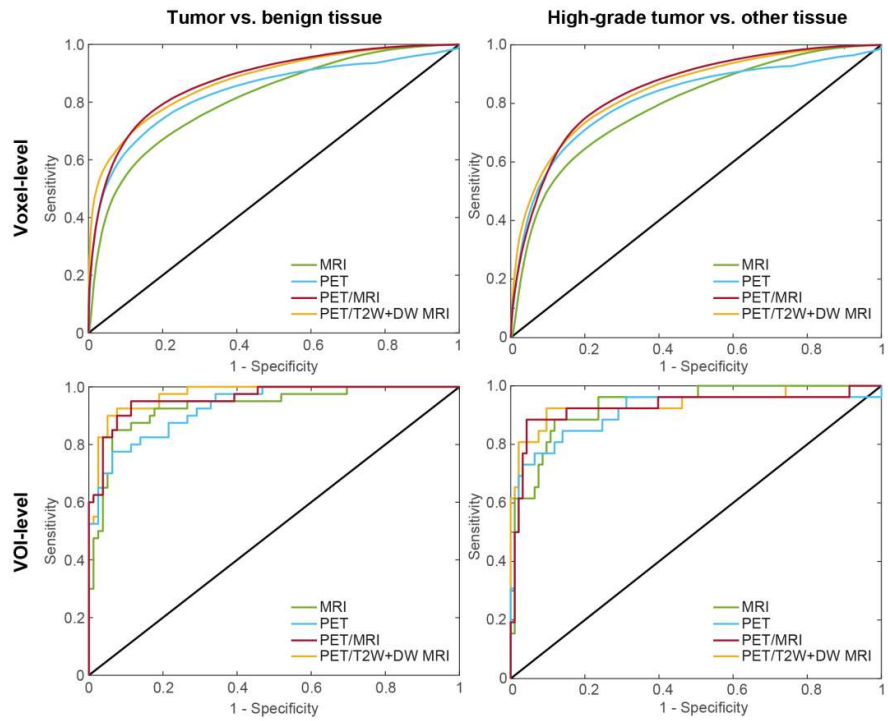 Tumor vs. benign tissue
High-grade tumor vs. other tissue
Voxel-level
Sensitivity
1.0
0.8
0.6
0.4
0.2
0
0
0.2
0.4
0.6
0.8
1
1 - Specificity
MRI
PET
PET/MRI
PET/T2W+DW MRI
Sensitivity
1.0
0.8
0.6
0.4
0.2
0
0
0.2
0.4
0.6
0.8
1
1 - Specificity
MRI
PET
PET/MRI
PET/T2W+DW MRI
VOI-level
Sensitivity
1.0
0.8
0.6
0.4
0.2
0
0
0.2
0.4
0.6
0.8
1
1 - Specificity
MRI
PET
PET/MRI
PET/T2W+DW MRI
Sensitivity
1.0
0.8
0.6
0.4
0.2
0
0
0.2
0.4
0.6
0.8
1
1 - Specificity
MRI
PET
PET/MRI
PET/T2W+DW MRI